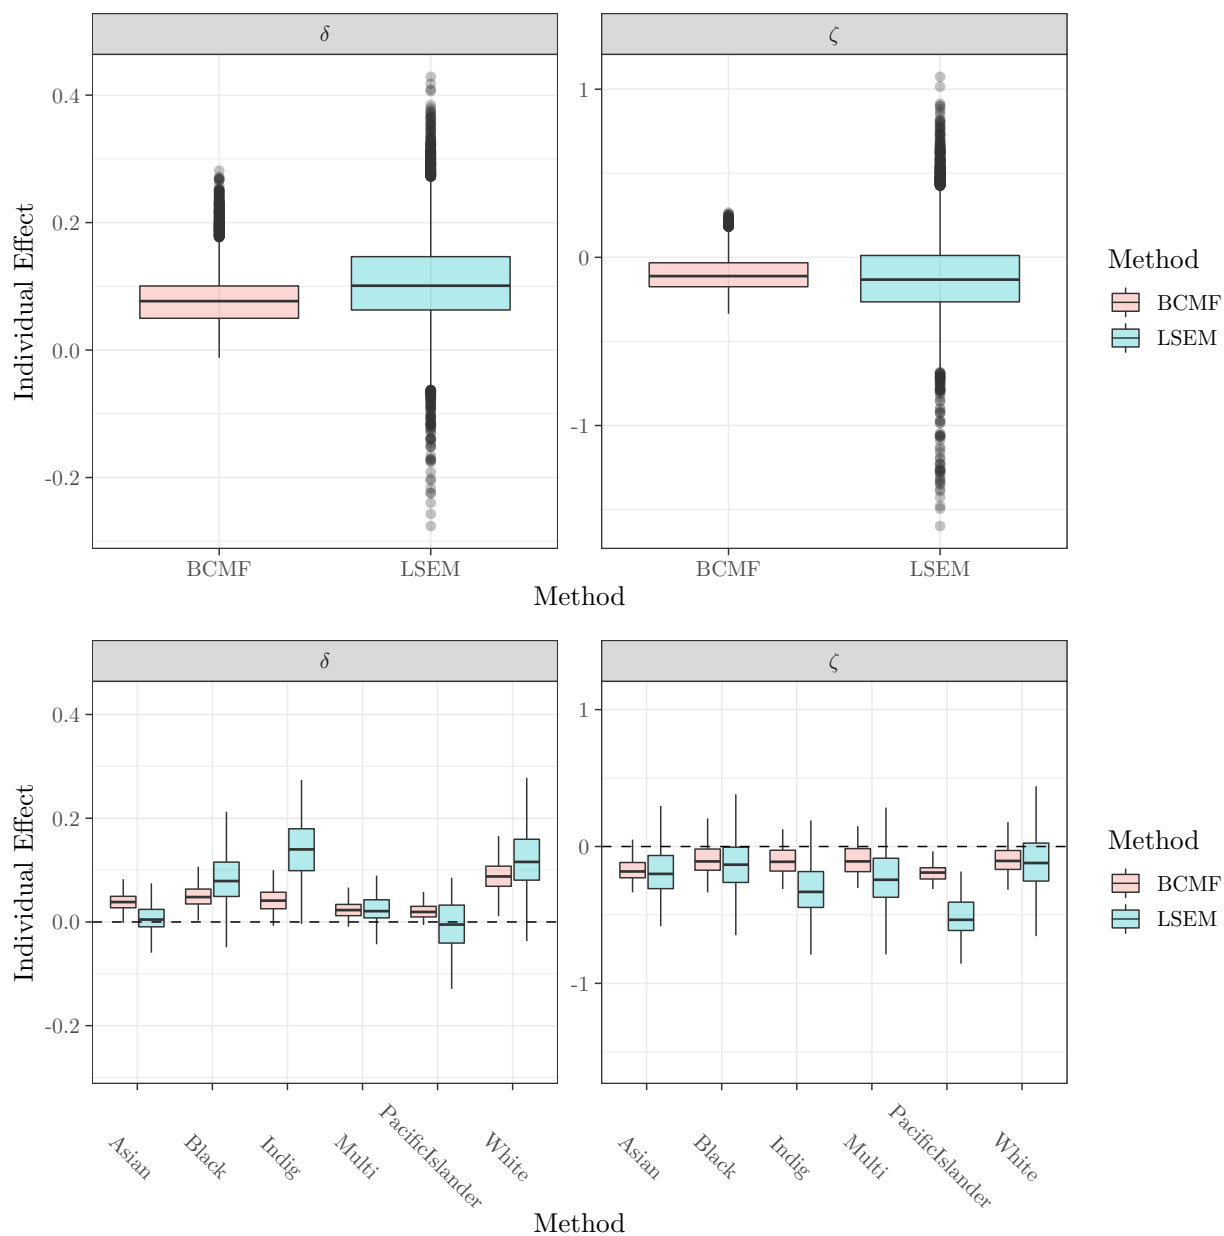 δ
ζ
Individual Effect
0.4
0.2
0.0
-0.2
1
0
-1
BCMF
LSEM
BCMF
LSEM
Method
Method
BCMF
LSEM
δ
ζ
Individual Effect
0.4
0.2
0.0
-0.2
1
0
-1
Asian
Black
Indig
Multi
PacificIslander
White
Asian
Black
Indig
Multi
PacificIslander
White
Method
Method
BCMF
LSEM